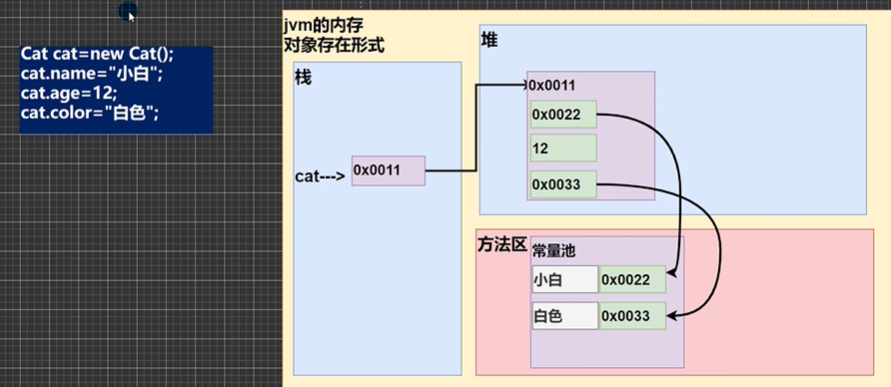 Cat cat=new Cat();
cat.name="小白";
cat.age=12;
cat.color="白色";
jvm的内存
对象存在形式
栈
cat---> 0x0011
堆
0x0011
0x0022
12
0x0033
方法区
常量池
小白 0x0022
白色 0x0033